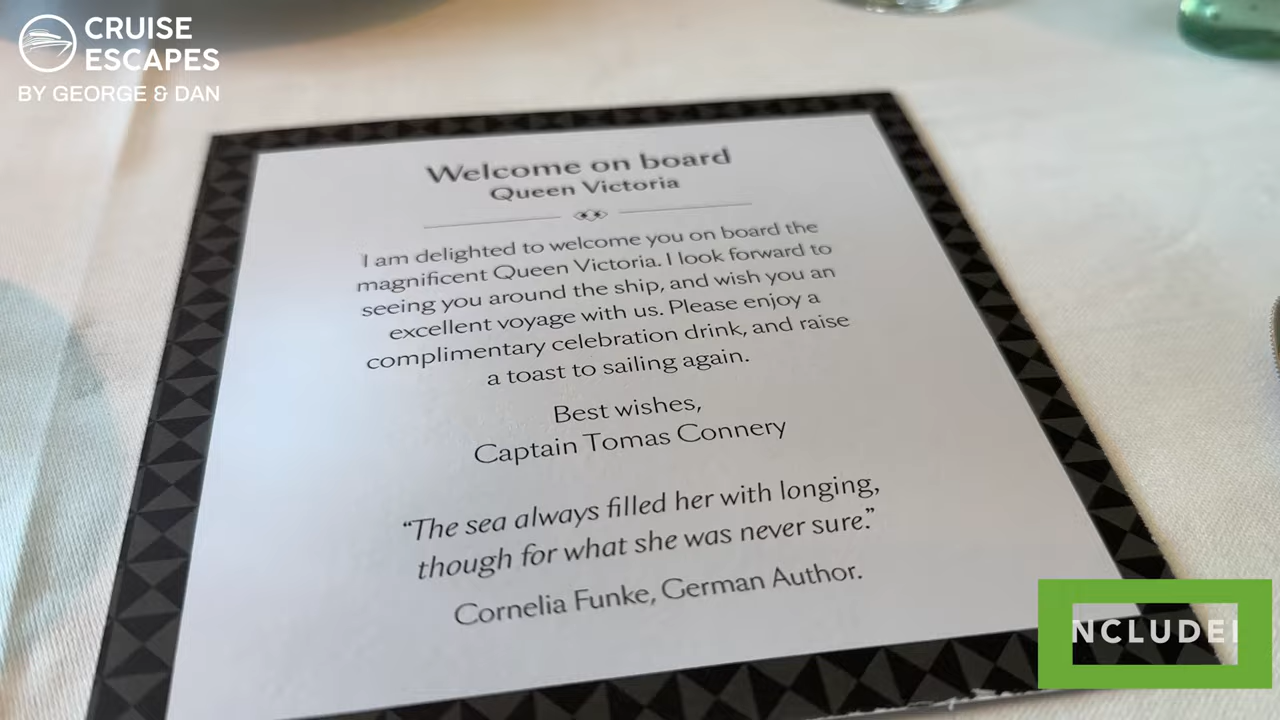 CRUISE
ESCAPES
BY GEORGE & DAN
Welcome on board
Queen Victoria
I am delighted to welcome you on board the
magnificent Queen Victoria. I look forward to
seeing you around the ship, and wish you an
excellent voyage with us. Please enjoy a
complimentary celebration drink, and raise
a toast to sailing again.
Best wishes,
Captain Tomas Connery
“The sea always filled her with longing,
though for what she was never sure.”
Cornelia Funke, German Author.